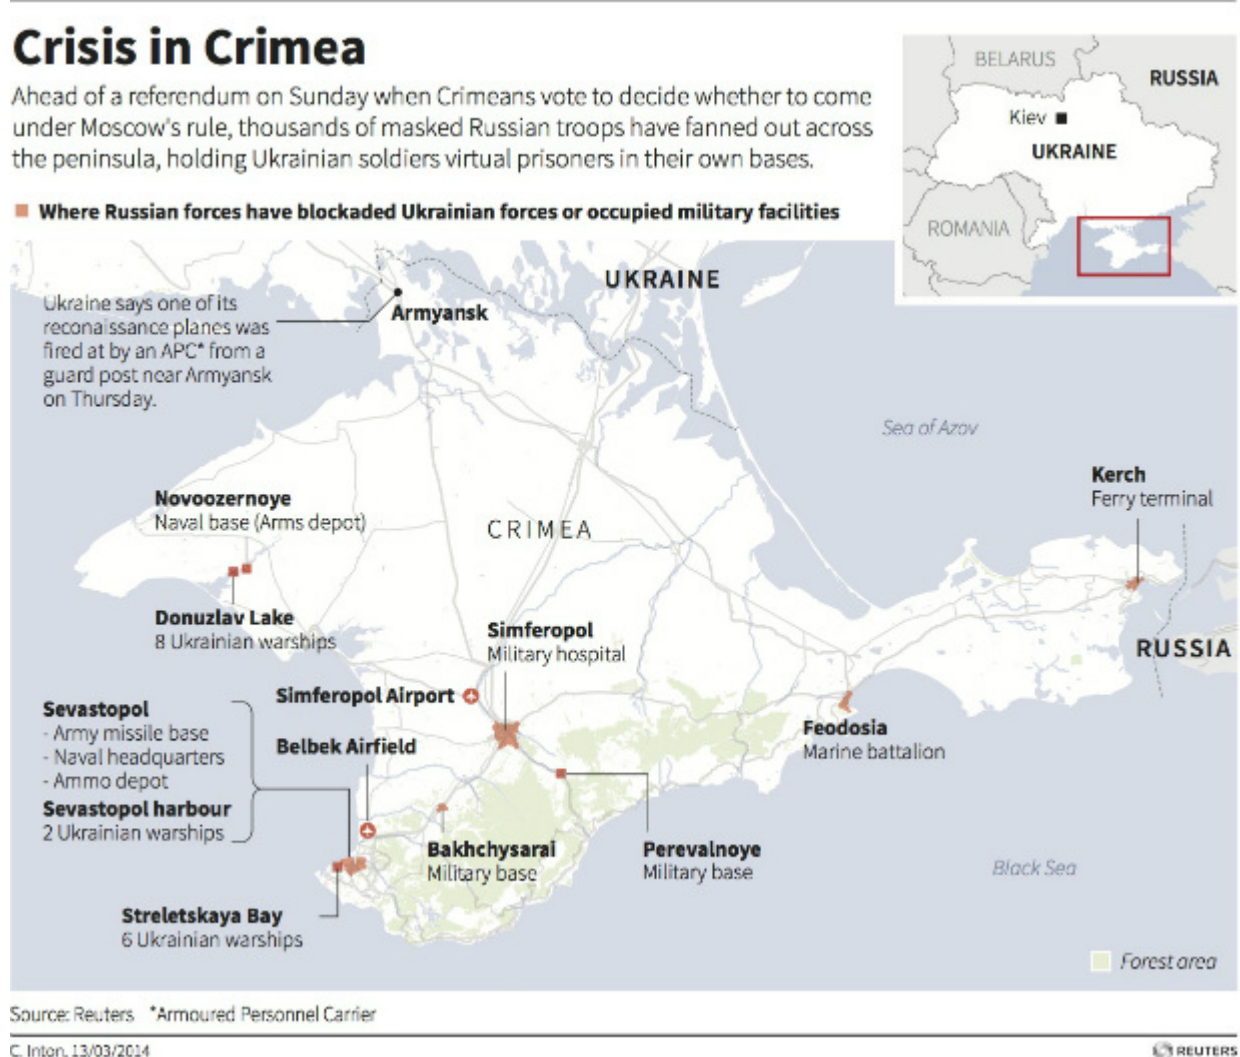 Crisis in Crimea
Ahead of a referendum on Sunday when Crimeans vote to decide whether to come
under Moscow's rule, thousands of masked Russian troops have fanned out across
the peninsula, holding Ukrainian soldiers virtual prisoners in their own bases.
Where Russian forces have blockaded Ukrainian forces or occupied military facilities
BELARUS
RUSSIA
Kiev
UKRAINE
ROMANIA
UKRAINE
Ukraine says one of its
reconaissance planes was
fired at by an APC* from a
guard post near Armyansk
on Thursday.
Armyansk
Sea of Azov
Kerch
Ferry terminal
Novoozernoye
Naval base (Arms depot)
CRIMEA
Donuzlav Lake
8 Ukrainian warships
Simferopol
Military hospital
RUSSIA
Simferopol Airport
Sevastopol
- Army missile base
- Naval headquarters
- Ammo depot
Belbek Airfield
Feodosia
Marine battalion
Sevastopol harbour
2 Ukrainian warships
Bakhchysarai
Military base
Perevalnoye
Military base
Black Sea
Streletskaya Bay
6 Ukrainian warships
Forest area
Source: Reuters *Armoured Personnel Carrier
C. Inton, 13/03/2014
REUTERS